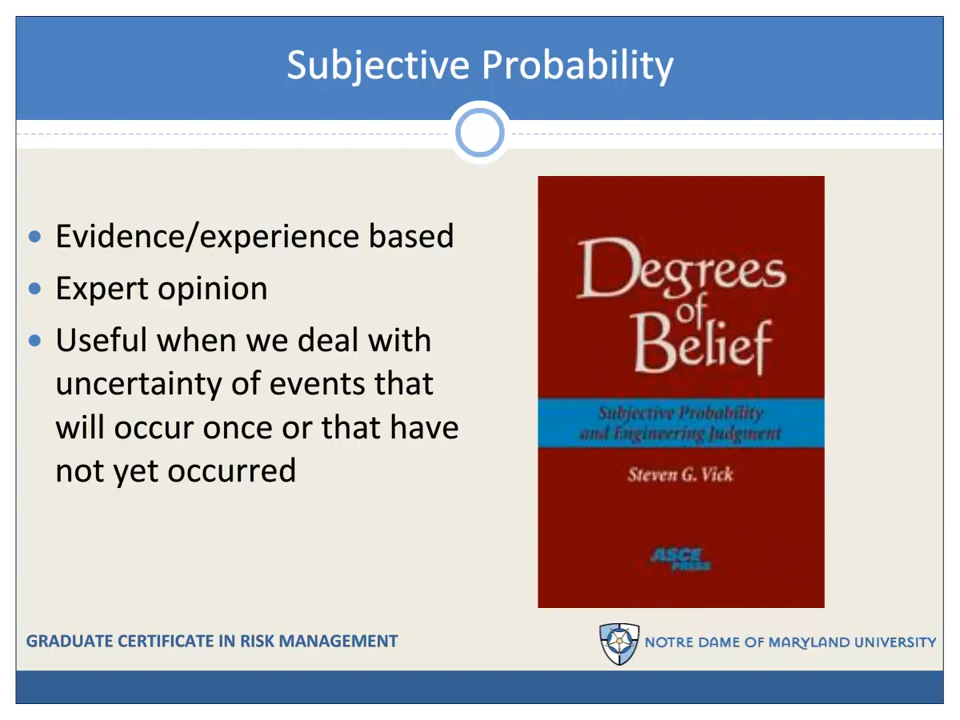 Subjective Probability
Evidence/experience based
Expert opinion
Useful when we deal with
uncertainty of events that
will occur once or that have
not yet occurred
Degrees
of
Belief
Subjective Probability
and Engineering Judgment
Steven G. Vick
ASCE
PRESS
GRADUATE CERTIFICATE IN RISK MANAGEMENT
NOTRE DAME OF MARYLAND UNIVERSITY